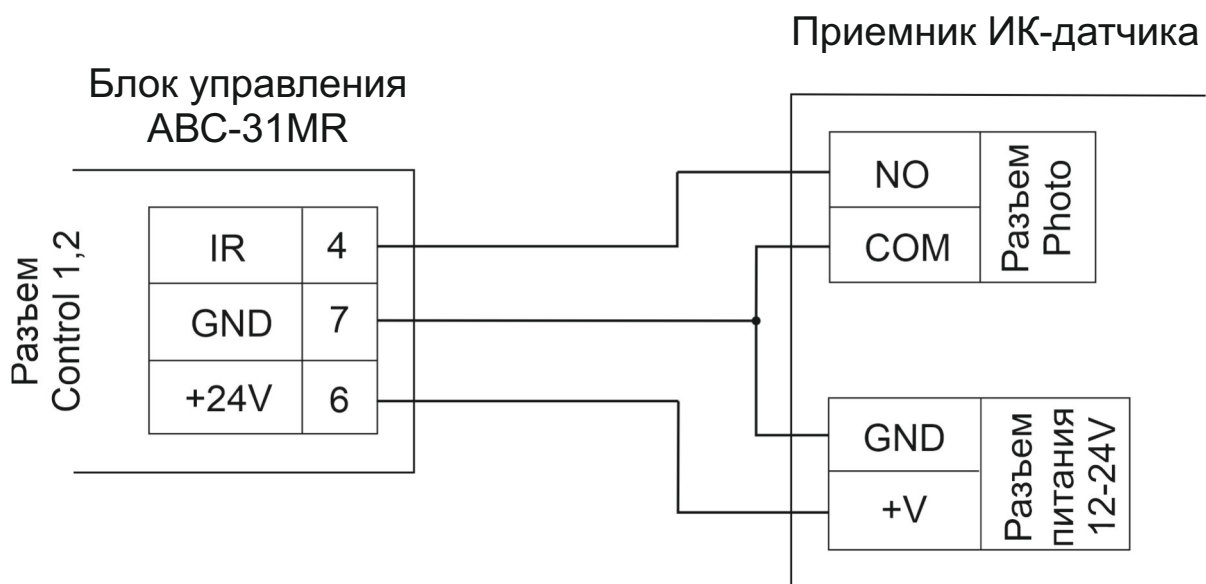 Приемник ИК-датчика
Блок управления
ABC-31MR
Разъем
Control 1,2
IR 4
GND 7
+24V 6
NO
COM
Разъем
Photo
GND
+V
Разъем
питания
12-24V